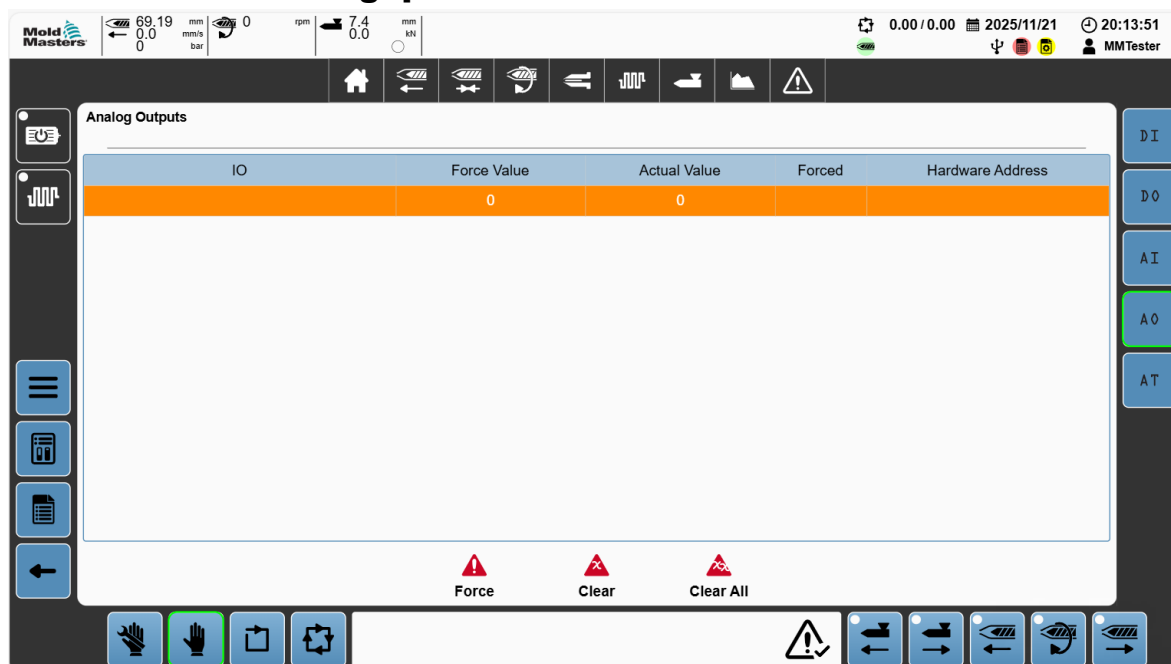 Mold
Masters
69.19 mm
0.0 mm/s
0 bar
0 rpm
7.4 mm
0.0 kN
0.00 / 0.00
2025/11/21
20:13:51
MMTester
Analog Outputs
IO Force Value Actual Value Forced Hardware Address
0 0
DI
DO
AI
AO
AT
Force Clear Clear All